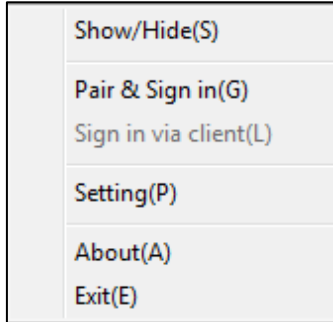 Show/Hide(S)
Pair & Sign in(G)
Sign in via client(L)
Setting(P)
About(A)
Exit(E)